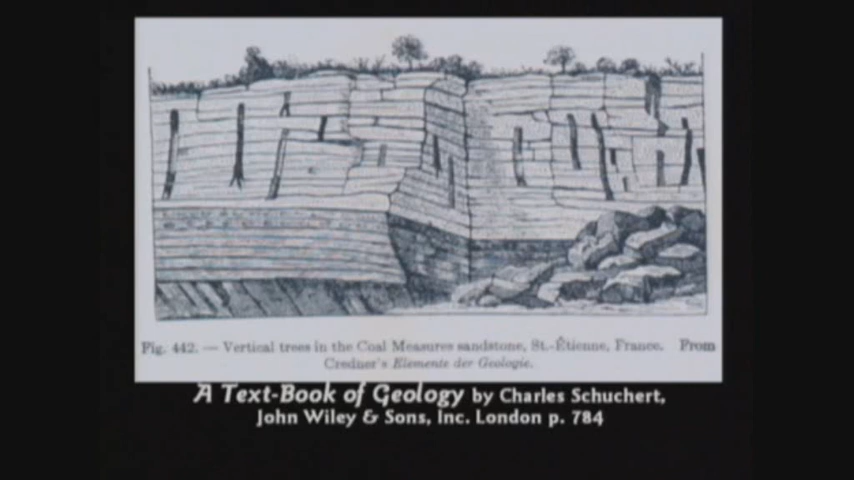 Fig. 442. — Vertical trees in the Coal Measures sandstone, St.-Étienne, France. From
Credner's Elemente der Geologie.
A Text-Book of Geology by Charles Schuchert,
John Wiley & Sons, Inc. London p. 784